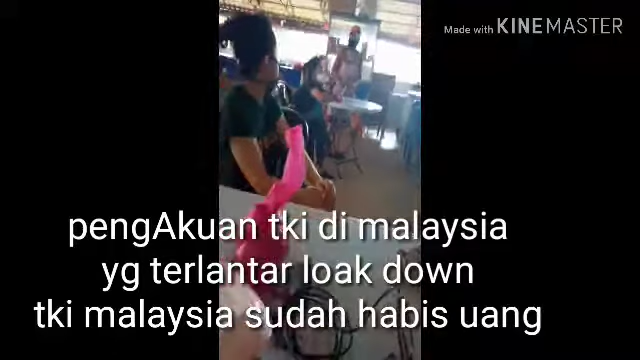 Made with KINEMASTER
pengAkuan tki di malaysia
yg terlantar loak down
tki malaysia sudah habis uang